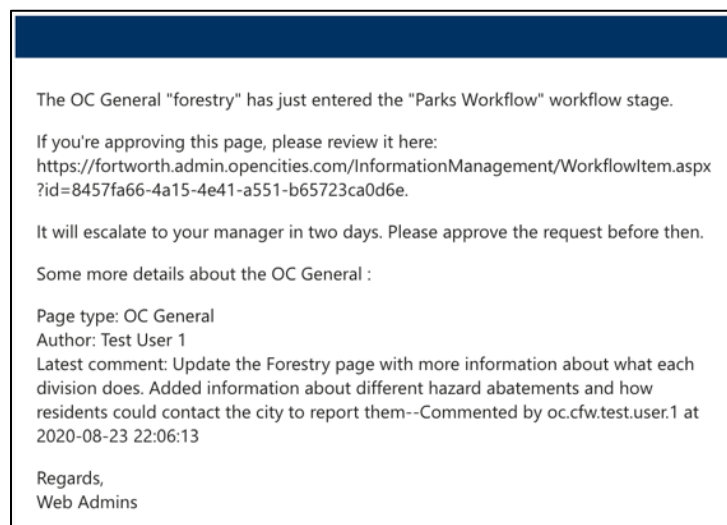 The OC General "forestry" has just entered the "Parks Workflow" workflow stage.
If you're approving this page, please review it here:
https://fortworth.admin.opencities.com/InformationManagement/WorkflowItem.aspx
?id=8457fa66-4a15-4e41-a551-b65723ca0d6e.
It will escalate to your manager in two days. Please approve the request before then.
Some more details about the OC General :
Page type: OC General
Author: Test User 1
Latest comment: Update the Forestry page with more information about what each
division does. Added information about different hazard abatements and how
residents could contact the city to report them--Commented by oc.cfw.test.user.1 at
2020-08-23 22:06:13
Regards,
Web Admins